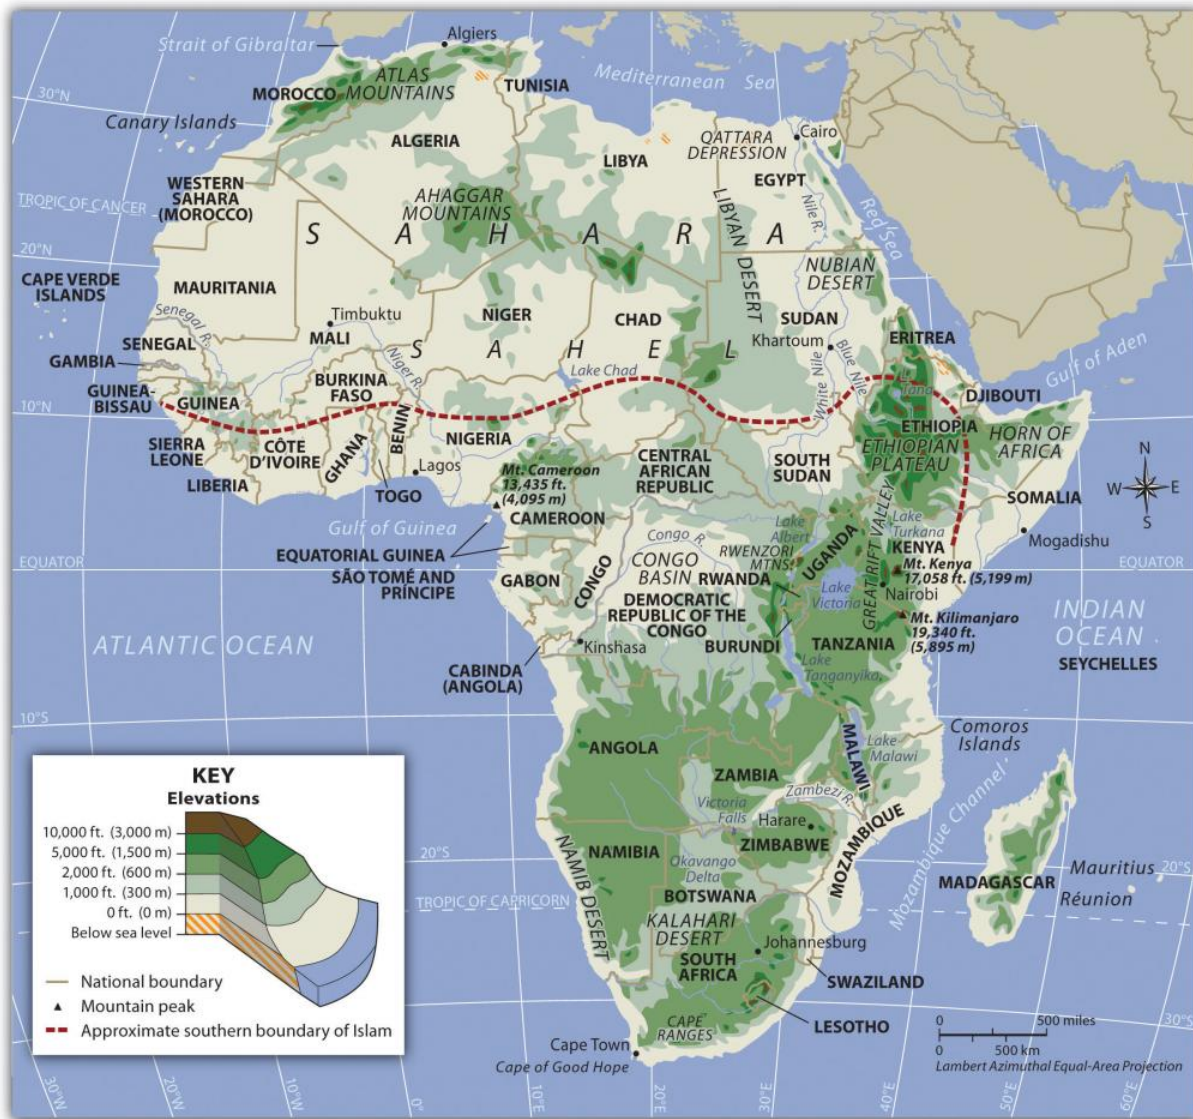 Strait of Gibraltar
Algiers
Mediterranean Sea
ATLAS
MOUNTAINS
TUNISIA
MOROCCO
30°N
Canary Islands
ALGERIA
LIBYA
QATTARA
DEPRESSION
Cairo
EGYPT
WESTERN
SAHARA
(MOROCCO)
TROPIC OF CANCER
AHAGGAR
MOUNTAINS
LIBYAN DESERT
Nile R.
Red Sea
SAHARA
20°N
NUBIAN
DESERT
CAPE VERDE
ISLANDS
MAURITANIA
Timbuktu
MALI
NIGER
CHAD
SUDAN
Khartoum
ERITREA
Senegal R.
SENEGAL
SAHEL
GAMBIA
Niger R.
Lake Chad
White Nile
Blue Nile
L.
Tana
Gulf of Aden
DJIBOUTI
GUINEA-
BISSAU
GUINEA
BURKINA
FASO
10°N
BENIN
NIGERIA
ETHIOPIA
ETHIOPIAN
PLATEAU
HORN OF
AFRICA
SIERRA
LEONE
CÔTE
D'IVOIRE
GHANA
LIBERIA
TOGO
Lagos
Mt. Cameroon
13,435 ft.
(4,095 m)
CENTRAL
AFRICAN
REPUBLIC
SOUTH
SUDAN
SOMALIA
N
W
E
S
Gulf of Guinea
CAMEROON
Mogadishu
EQUATORIAL GUINEA
SÃO TOMÉ AND
PRÍNCIPE
EQUATOR
GABON
CONGO
Congo R.
CONGO
BASIN
Lake
Albert
RWENZORI
MTNS.
UGANDA
GREAT RIFT VALLEY
Lake
Turkana
KENYA
Mt. Kenya
17,058 ft. (5,199 m)
EQUATOR
Nairobi
RWANDA
Lake
Victoria
DEMOCRATIC
REPUBLIC OF THE
CONGO
BURUNDI
Mt. Kilimanjaro
19,340 ft.
(5,895 m)
TANZANIA
INDIAN
OCEAN
SEYCHELLES
ATLANTIC OCEAN
Kinshasa
CABINDA
(ANGOLA)
Lake
Tanganyika
10°S
ANGOLA
MALAWI
Lake
Malawi
Comoros
Islands
ZAMBIA
Zambezi R.
Victoria
Falls
Harare
ZIMBABWE
MOZAMBIQUE
Mozambique Channel
20°S
NAMIBIA
NAMIB DESERT
Okavango
Delta
BOTSWANA
MADAGASCAR
Mauritius
20°S
Réunion
TROPIC OF CAPRICORN
KALAHARI
DESERT
Johannesburg
SOUTH
AFRICA
SWAZILAND
LESOTHO
CAPE
RANGES
Cape Town
Cape of Good Hope
30°S
0
500 miles
0
500 km
Lambert Azimuthal Equal-Area Projection
KEY
Elevations
10,000 ft. (3,000 m)
5,000 ft. (1,500 m)
2,000 ft. (600 m)
1,000 ft. (300 m)
0 ft. (0 m)
Below sea level
National boundary
Mountain peak
Approximate southern boundary of Islam
30°W
20°W
10°W
0°
10°E
20°E
30°E
40°E
50°E
60°E